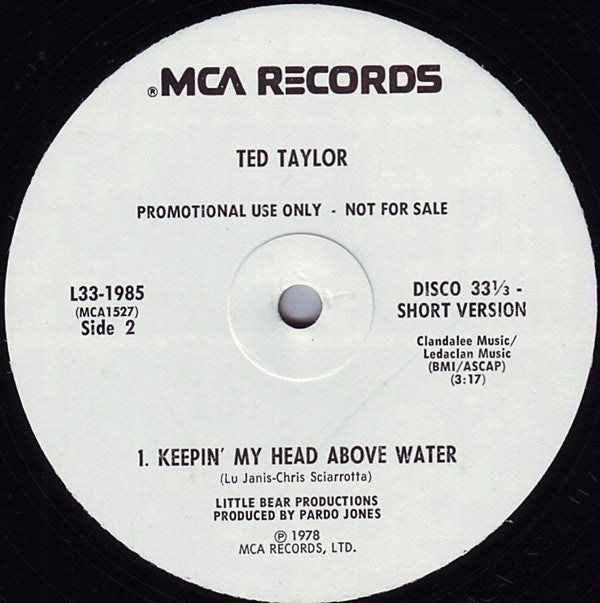 ® MCA RECORDS
TED TAYLOR
PROMOTIONAL USE ONLY - NOT FOR SALE
L33-1985
(MCA1527)
Side 2
DISCO 33⅓ -
SHORT VERSION
Clandalee Music/
Ledaclan Music
(BMI/ASCAP)
(3:17)
1. KEEPIN' MY HEAD ABOVE WATER
(Lu Janis-Chris Sciarrotta)
LITTLE BEAR PRODUCTIONS
PRODUCED BY PARDO JONES
℗ 1978
MCA RECORDS, LTD.